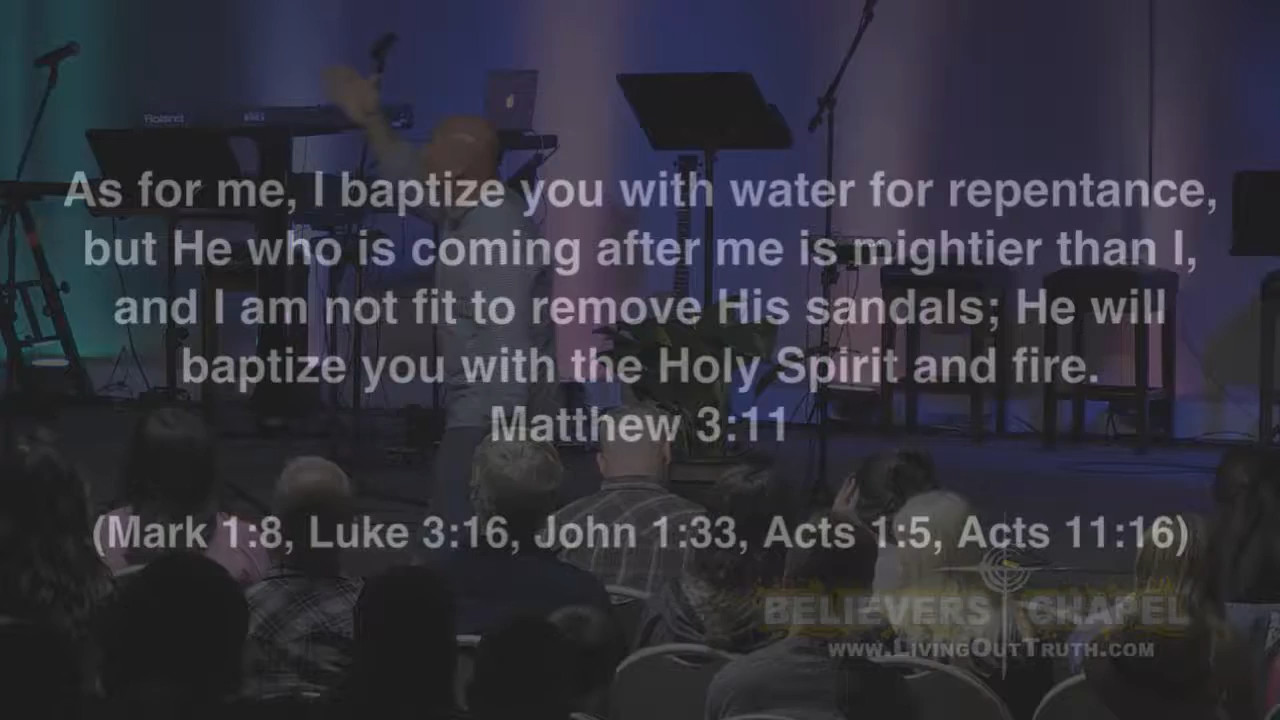 Roland
As for me, I baptize you with water for repentance,
but He who is coming after me is mightier than I,
and I am not fit to remove His sandals; He will
baptize you with the Holy Spirit and fire.
Matthew 3:11
(Mark 1:8, Luke 3:16, John 1:33, Acts 1:5, Acts 11:16)
BELIEVERS CHAPEL
www.LivingOutTruth.com